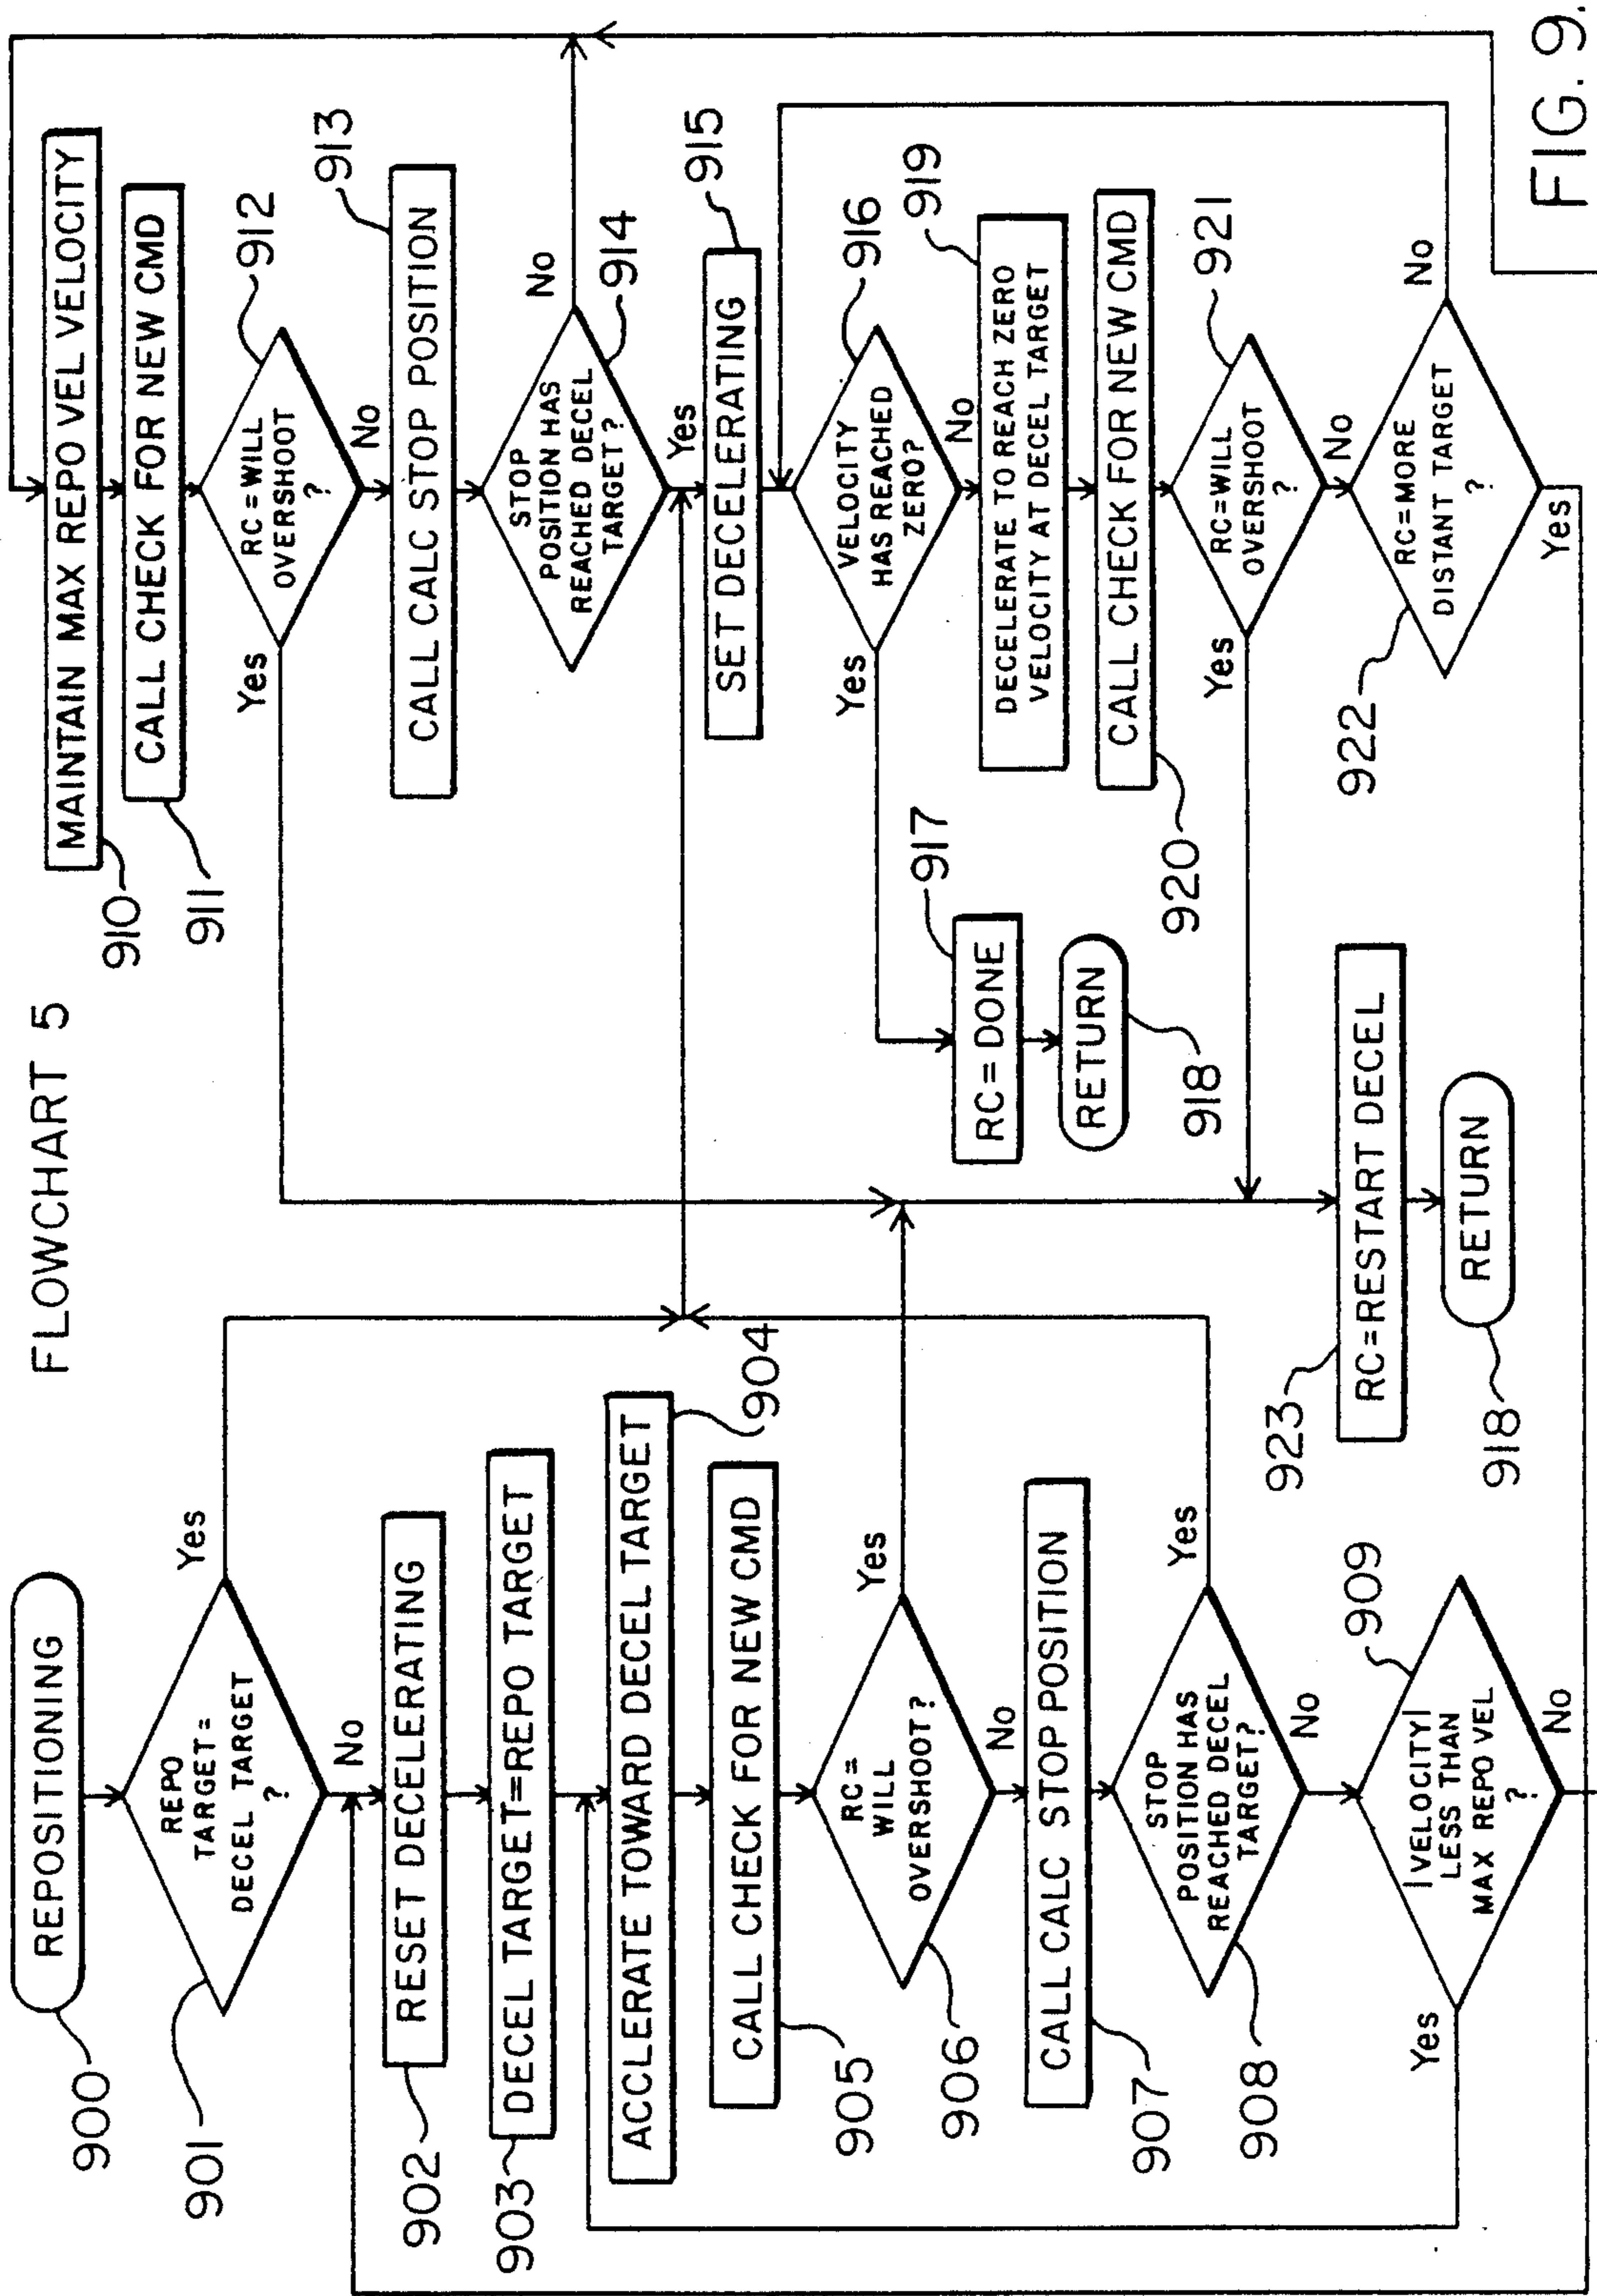 FLOWCHART 5
REPOSITIONING
900
REPO
TARGET =
DECEL TARGET
?
901
Yes
No
RESET DECELERATING
902
DECEL TARGET=REPO TARGET
903
ACCLERATE TOWARD DECEL TARGET
904
CALL CHECK FOR NEW CMD
905
RC =
WILL
OVERSHOOT?
906
Yes
No
CALL CALC STOP POSITION
907
STOP
POSITION HAS
REACHED DECEL
TARGET?
908
Yes
No
|VELOCITY|
LESS THAN
MAX REPO VEL
?
909
Yes
No
MAINTAIN MAX REPO VEL VELOCITY
910
CALL CHECK FOR NEW CMD
911
RC=WILL
OVERSHOOT
?
912
Yes
No
CALL CALC STOP POSITION
913
STOP
POSITION HAS
REACHED DECEL
TARGET?
914
No
Yes
SET DECELERATING
915
VELOCITY
HAS REACHED
ZERO?
916
Yes
No
RC = DONE
917
RETURN
918
DECELERATE TO REACH ZERO
VELOCITY AT DECEL TARGET
919
CALL CHECK FOR NEW CMD
920
RC=WILL
OVERSHOOT
?
921
Yes
No
RC=MORE
DISTANT TARGET
?
922
No
Yes
RC=RESTART DECEL
923
RETURN
918
FIG. 9.